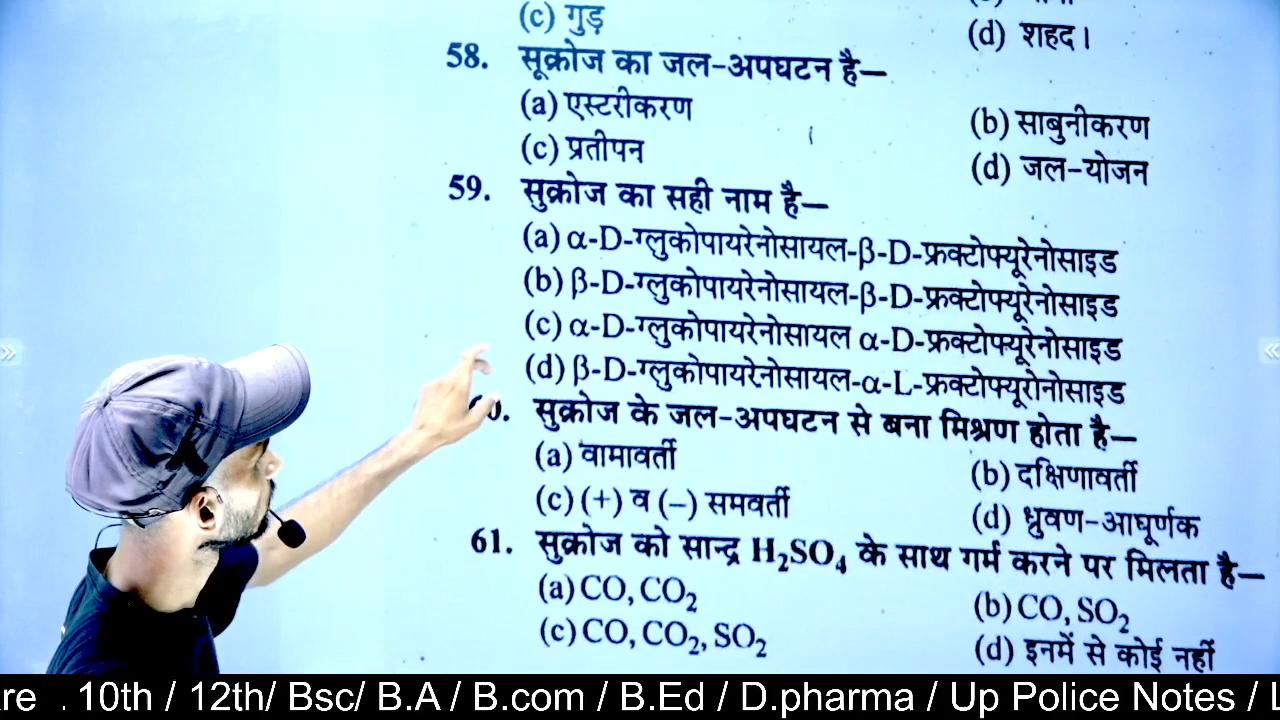 (c) गुड़
(d) शहद।
58. सूक्रोज का जल-अपघटन है—
(a) एस्टरीकरण
(b) साबुनीकरण
(c) प्रतीपन
(d) जल-योजन
59. सुक्रोज का सही नाम है—
(a) α-D-ग्लुकोपायरेनोसायल-β-D-फ्रक्टोफ्यूरेनोसाइड
(b) β-D-ग्लुकोपायरेनोसायल-β-D-फ्रक्टोफ्यूरेनोसाइड
(c) α-D-ग्लुकोपायरेनोसायल α-D-फ्रक्टोफ्यूरेनोसाइड
(d) β-D-ग्लुकोपायरेनोसायल-α-L-फ्रक्टोफ्यूरोनोसाइड
0. सुक्रोज के जल-अपघटन से बना मिश्रण होता है—
(a) वामावर्ती
(b) दक्षिणावर्ती
(c) (+) व (−) समवर्ती
(d) ध्रुवण-आघूर्णक
61. सुक्रोज को सान्द्र H₂SO₄ के साथ गर्म करने पर मिलता है—
(a) CO, CO₂
(b) CO, SO₂
(c) CO, CO₂, SO₂
(d) इनमें से कोई नहीं
re . 10th / 12th/ Bsc/ B.A / B.com / B.Ed / D.pharma / Up Police Notes /